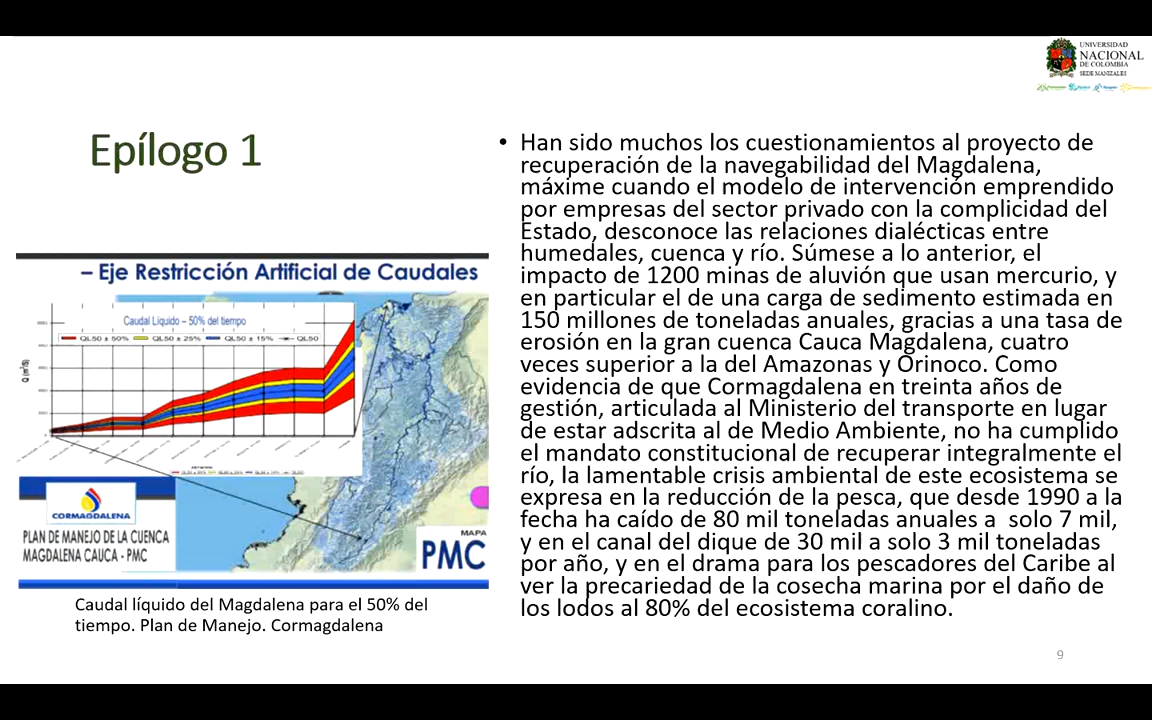 UNIVERSIDAD
NACIONAL
DE COLOMBIA
SEDE MANIZALES
Epílogo 1
– Eje Restricción Artificial de Caudales
Caudal Líquido – 50% del tiempo
QL50 ± 50% QL50 ± 25% QL50 ± 15% QL50
Q (m³/S)
CORMAGDALENA
PLAN DE MANEJO DE LA CUENCA
MAGDALENA CAUCA - PMC
MAPA
PMC
Caudal líquido del Magdalena para el 50% del
tiempo. Plan de Manejo. Cormagdalena
• Han sido muchos los cuestionamientos al proyecto de
recuperación de la navegabilidad del Magdalena,
máxime cuando el modelo de intervención emprendido
por empresas del sector privado con la complicidad del
Estado, desconoce las relaciones dialécticas entre
humedales, cuenca y río. Súmese a lo anterior, el
impacto de 1200 minas de aluvión que usan mercurio, y
en particular el de una carga de sedimento estimada en
150 millones de toneladas anuales, gracias a una tasa de
erosión en la gran cuenca Cauca Magdalena, cuatro
veces superior a la del Amazonas y Orinoco. Como
evidencia de que Cormagdalena en treinta años de
gestión, articulada al Ministerio del transporte en lugar
de estar adscrita al de Medio Ambiente, no ha cumplido
el mandato constitucional de recuperar integralmente el
río, la lamentable crisis ambiental de este ecosistema se
expresa en la reducción de la pesca, que desde 1990 a la
fecha ha caído de 80 mil toneladas anuales a solo 7 mil,
y en el canal del dique de 30 mil a solo 3 mil toneladas
por año, y en el drama para los pescadores del Caribe al
ver la precariedad de la cosecha marina por el daño de
los lodos al 80% del ecosistema coralino.
9